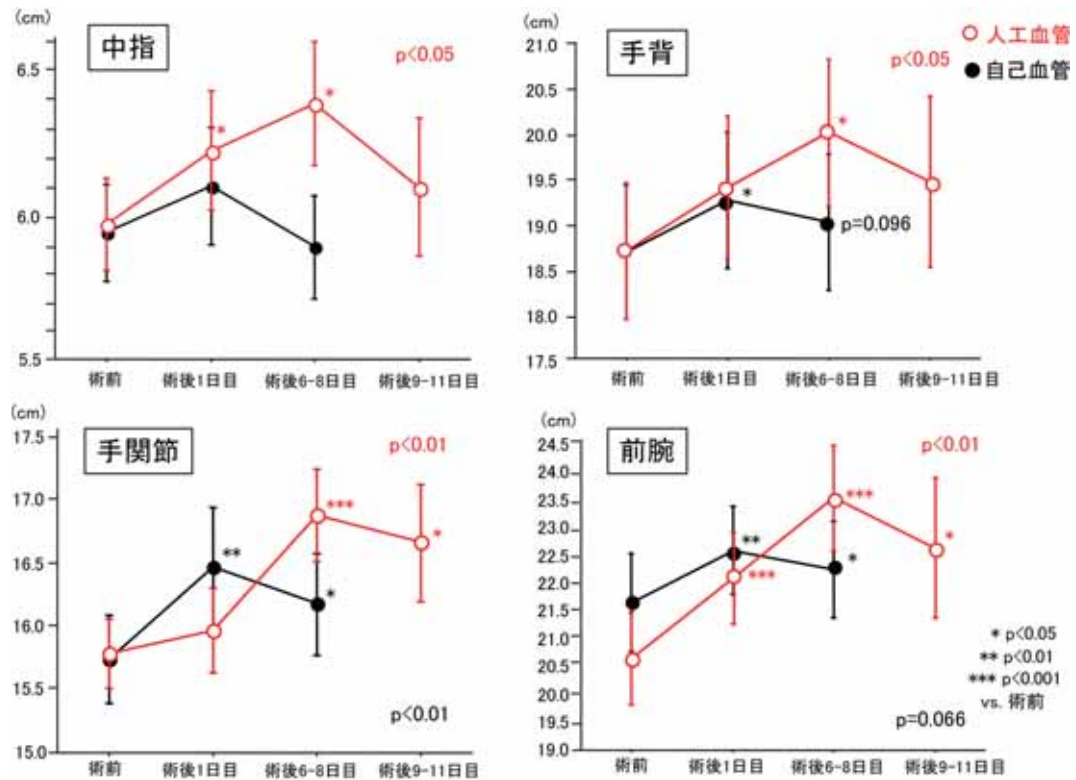 (cm)
中指
p<0.05
6.5
6.0
5.5
術前
術後1日目
術後6-8日目
術後9-11日目
*
*
手背
p<0.05
人工血管
自己血管
21.0
20.5
20.0
19.5
19.0
18.5
18.0
17.5
*
*
p=0.096
術前
術後1日目
術後6-8日目
術後9-11日目
(cm)
手関節
p<0.01
17.5
17.0
16.5
16.0
15.5
15.0
**
***
*
*
p<0.01
術前
術後1日目
術後6-8日目
術後9-11日目
(cm)
前腕
p<0.01
24.5
24.0
23.5
23.0
22.5
22.0
21.5
21.0
20.5
20.0
19.5
19.0
**
***
***
*
*
* p<0.05
** p<0.01
*** p<0.001
vs. 術前
p=0.066
術前
術後1日目
術後6-8日目
術後9-11日目